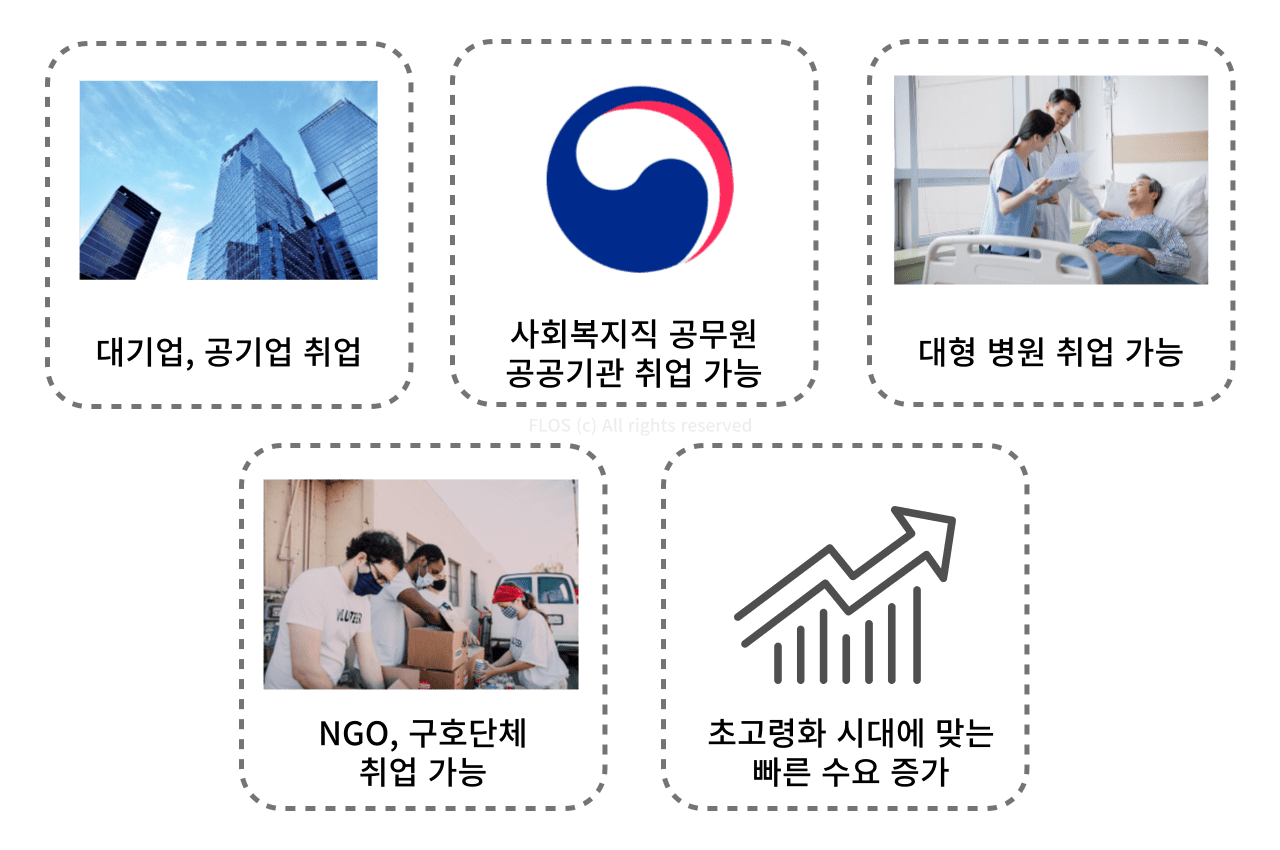 대기업, 공기업 취업
사회복지직 공무원
공공기관 취업 가능
대형 병원 취업 가능
FLOS (c) All rights reserved
VLUTEER
NGO, 구호단체
취업 가능
초고령화 시대에 맞는
빠른 수요 증가